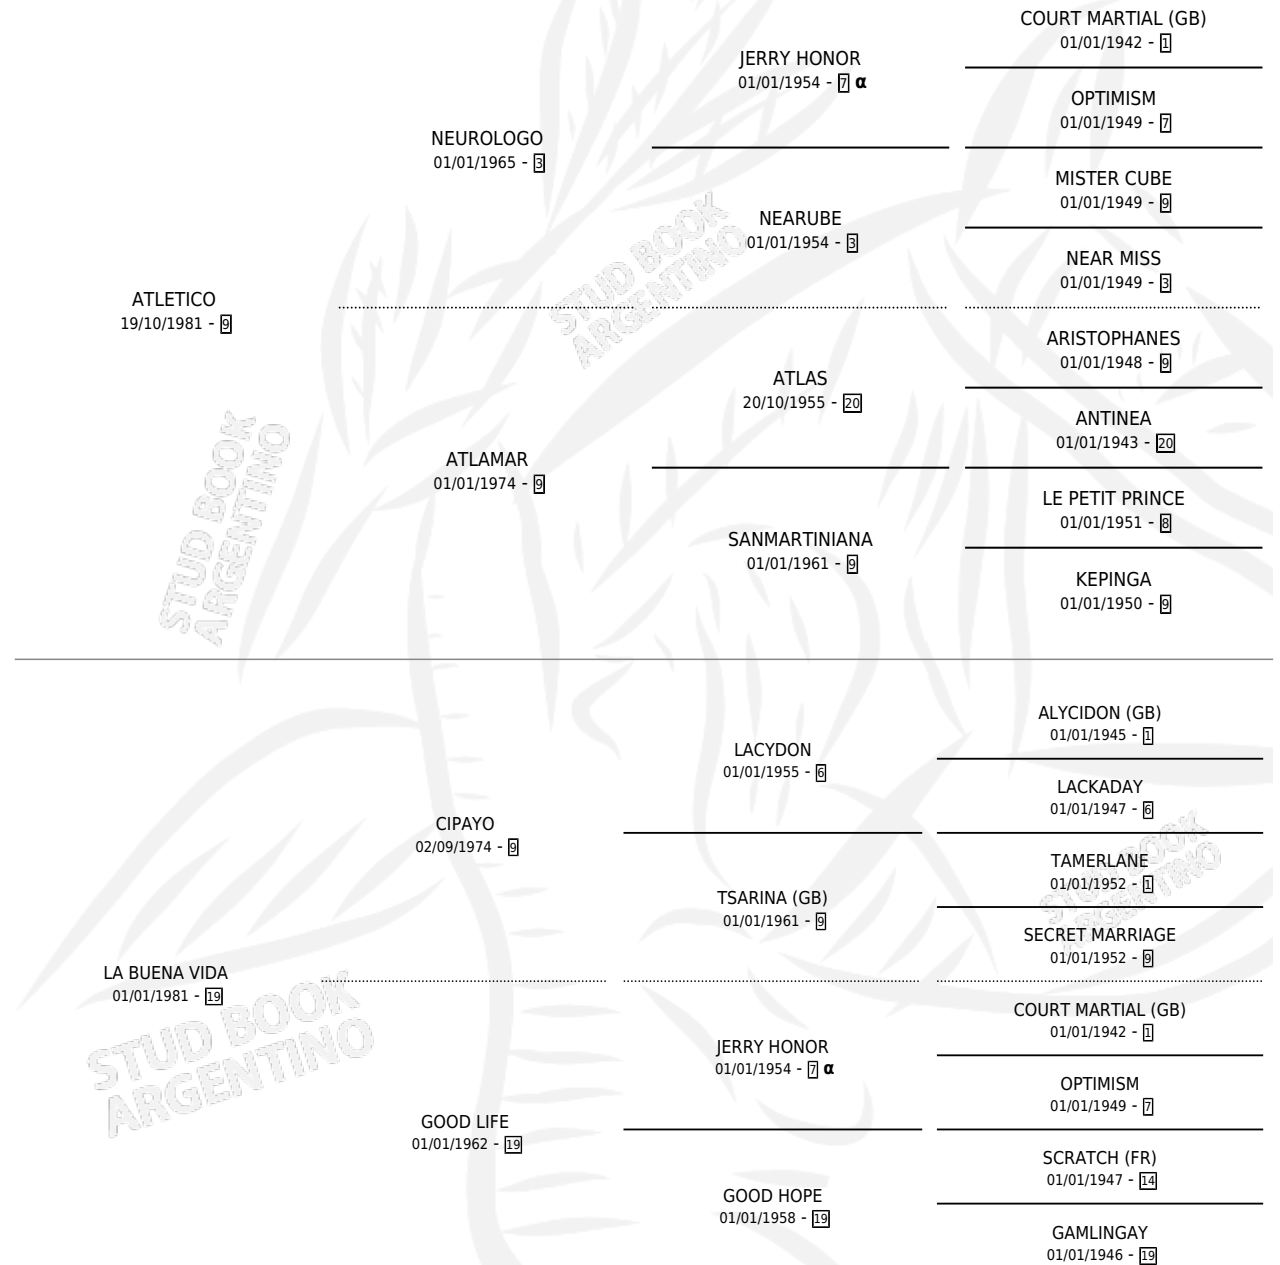 COURT MARTIAL (GB)
01/01/1942 - 1
JERRY HONOR
01/01/1954 - 7 α
OPTIMISM
01/01/1949 - 7
NEUROLOGO
01/01/1965 - 3
MISTER CUBE
01/01/1949 - 9
NEARUBE
01/01/1954 - 3
NEAR MISS
01/01/1949 - 3
ATLETICO
19/10/1981 - 9
ARISTOPHANES
01/01/1948 - 9
ATLAS
20/10/1955 - 20
ANTINEA
01/01/1943 - 20
ATLAMAR
01/01/1974 - 9
LE PETIT PRINCE
01/01/1951 - 8
SANMARTINIANA
01/01/1961 - 9
KEPINGA
01/01/1950 - 9
ALYCIDON (GB)
01/01/1945 - 1
LACYDON
01/01/1955 - 6
LACKADAY
01/01/1947 - 6
CIPAYO
02/09/1974 - 9
TAMERLANE
01/01/1952 - 1
TSARINA (GB)
01/01/1961 - 9
SECRET MARRIAGE
01/01/1952 - 9
LA BUENA VIDA
01/01/1981 - 19
COURT MARTIAL (GB)
01/01/1942 - 1
JERRY HONOR
01/01/1954 - 7 α
OPTIMISM
01/01/1949 - 7
GOOD LIFE
01/01/1962 - 19
SCRATCH (FR)
01/01/1947 - 14
GOOD HOPE
01/01/1958 - 19
GAMLINGAY
01/01/1946 - 19
STUD BOOK
ARGENTINO
STUD BOOK
ARGENTINO
STUD BOOK
ARGENTINO
STUD BOOK
ARGENTINO